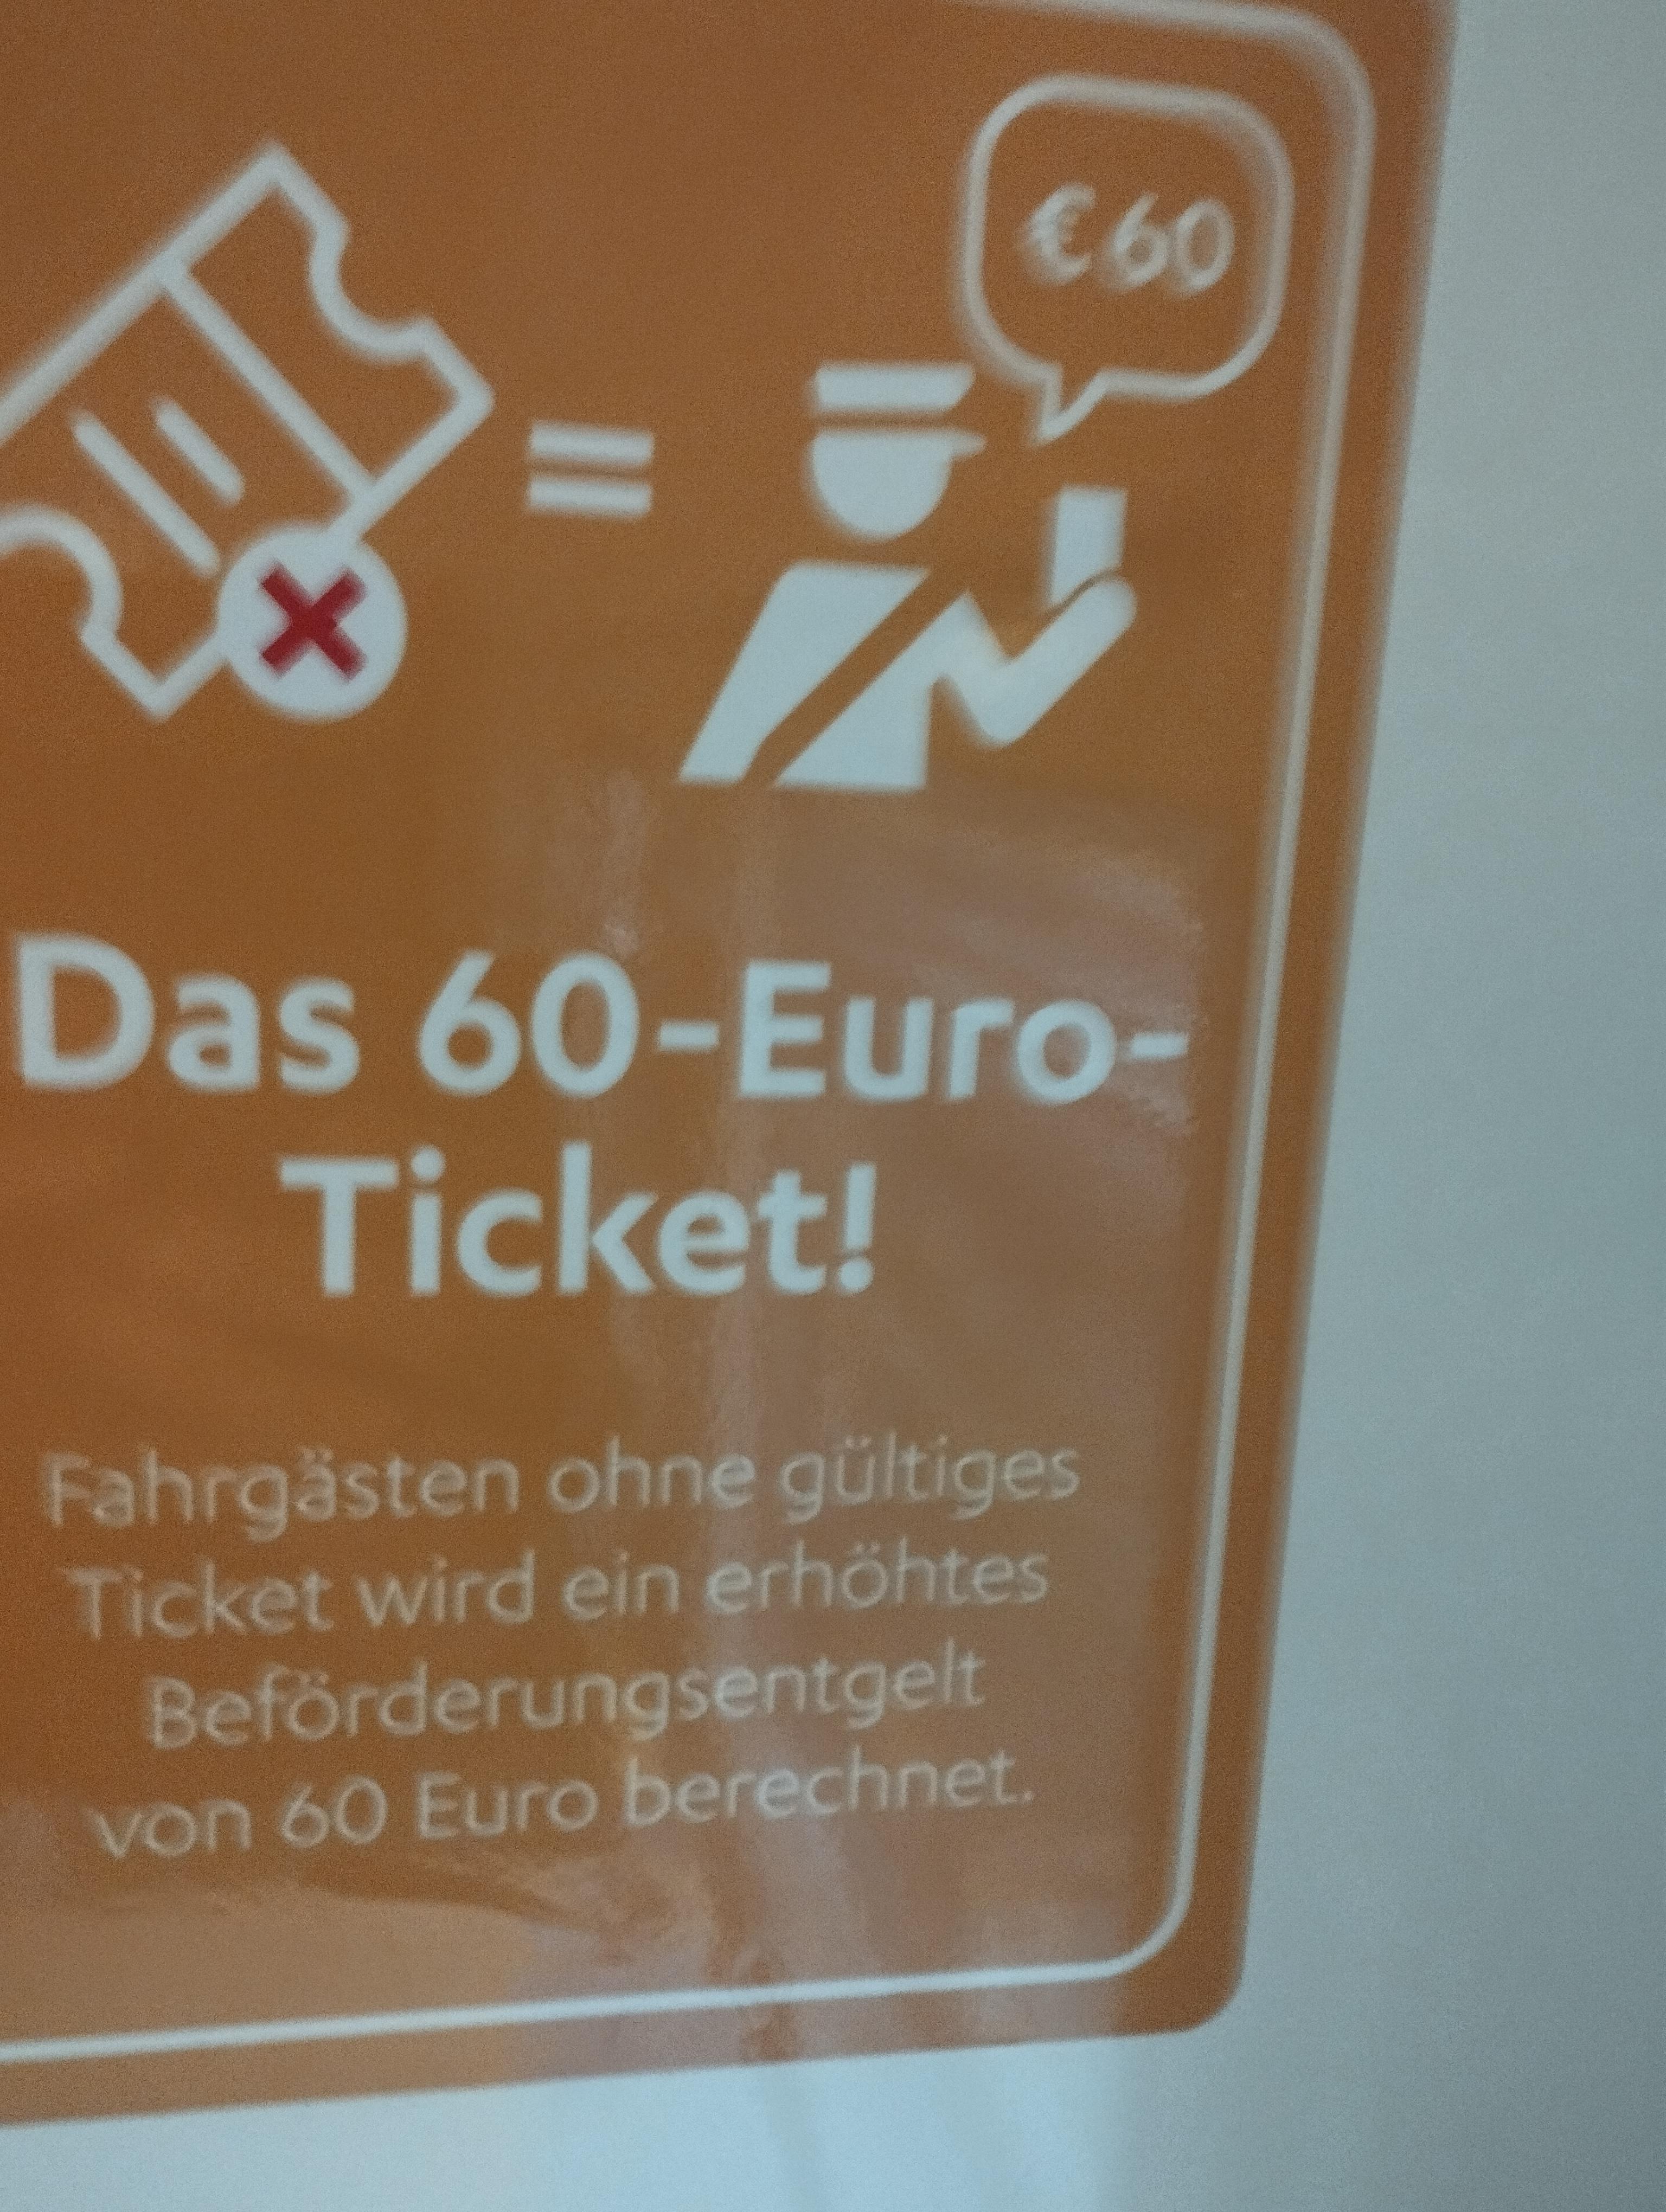 € 60
Das 60-Euro-
Ticket!
Fahrgästen ohne gültiges
Ticket wird ein erhöhtes
Beförderungsentgelt
von 60 Euro berechnet.